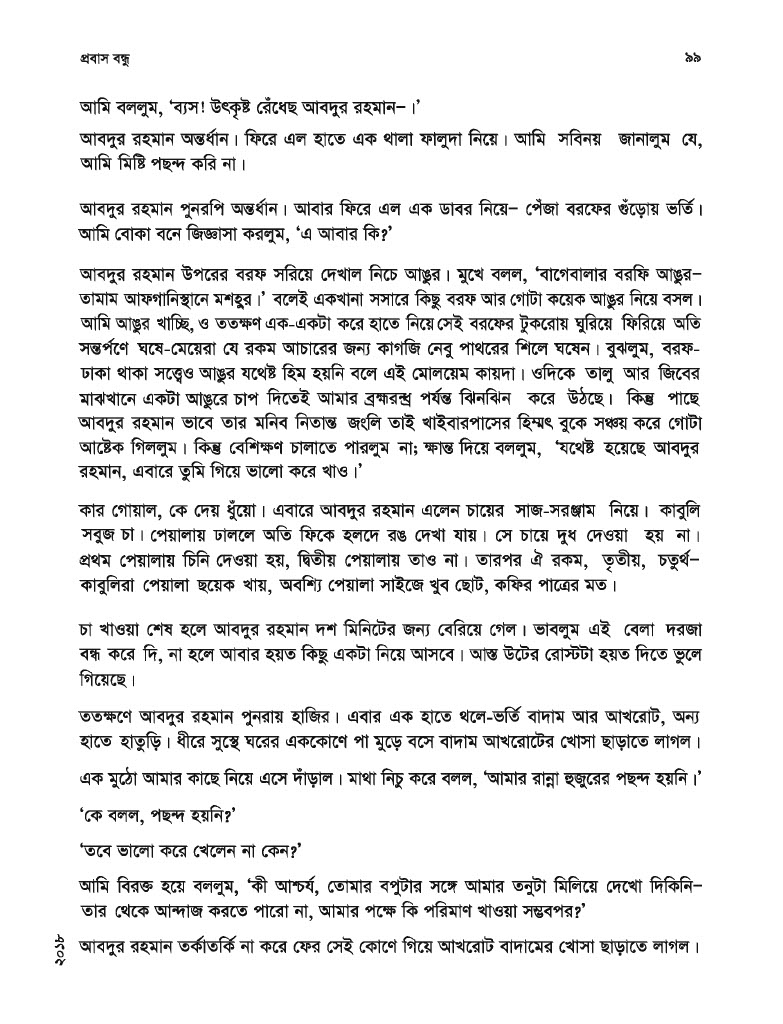 প্রবাস বন্ধু ৯৯
আমি বললুম, ‘ব্যস! উৎকৃষ্ট রেঁধেছ আবদুর রহমান–।’
আবদুর রহমান অন্তর্ধান। ফিরে এল হাতে এক থালা ফালুদা নিয়ে। আমি সবিনয় জানালুম যে,
আমি মিষ্টি পছন্দ করি না।
আবদুর রহমান পুনরপি অন্তর্ধান। আবার ফিরে এল এক ডাবর নিয়ে– পেঁজা বরফের গুঁড়োয় ভর্তি।
আমি বোকা বনে জিজ্ঞাসা করলুম, ‘এ আবার কি?’
আবদুর রহমান উপরের বরফ সরিয়ে দেখাল নিচে আঙুর। মুখে বলল, ‘বাগেবালার বরফি আঙুর–
তামাম আফগানিস্থানে মশহুর।’ বলেই একখানা সসারে কিছু বরফ আর গোটা কয়েক আঙুর নিয়ে বসল।
আমি আঙুর খাচ্ছি, ও ততক্ষণ এক-একটা করে হাতে নিয়ে সেই বরফের টুকরোয় ঘুরিয়ে ফিরিয়ে অতি
সন্তর্পণে ঘষে-মেয়েরা যে রকম আচারের জন্য কাগজি নেবু পাথরের শিলে ঘষেন। বুঝলুম, বরফ-
ঢাকা থাকা সত্ত্বেও আঙুর যথেষ্ট হিম হয়নি বলে এই মোলয়েম কায়দা। ওদিকে তালু আর জিবের
মাঝখানে একটা আঙুরে চাপ দিতেই আমার ব্রহ্মরন্ধ্র পর্যন্ত ঝিনঝিন করে উঠছে। কিন্তু পাছে
আবদুর রহমান ভাবে তার মনিব নিতান্ত জংলি তাই খাইবারপাসের হিম্মৎ বুকে সঞ্চয় করে গোটা
আষ্টেক গিললুম। কিন্তু বেশিক্ষণ চালাতে পারলুম না; ক্ষান্ত দিয়ে বললুম, ‘যথেষ্ট হয়েছে আবদুর
রহমান, এবারে তুমি গিয়ে ভালো করে খাও।’
কার গোয়াল, কে দেয় ধুঁয়ো। এবারে আবদুর রহমান এলেন চায়ের সাজ-সরঞ্জাম নিয়ে। কাবুলি
সবুজ চা। পেয়ালায় ঢাললে অতি ফিকে হলদে রঙ দেখা যায়। সে চায়ে দুধ দেওয়া হয় না।
প্রথম পেয়ালায় চিনি দেওয়া হয়, দ্বিতীয় পেয়ালায় তাও না। তারপর ঐ রকম, তৃতীয়, চতুর্থ–
কাবুলিরা পেয়ালা ছয়েক খায়, অবশ্যি পেয়ালা সাইজে খুব ছোট, কফির পাত্রের মত।
চা খাওয়া শেষ হলে আবদুর রহমান দশ মিনিটের জন্য বেরিয়ে গেল। ভাবলুম এই বেলা দরজা
বন্ধ করে দি, না হলে আবার হয়ত কিছু একটা নিয়ে আসবে। আস্ত উটের রোস্টটা হয়ত দিতে ভুলে
গিয়েছে।
ততক্ষণে আবদুর রহমান পুনরায় হাজির। এবার এক হাতে থলে-ভর্তি বাদাম আর আখরোট, অন্য
হাতে হাতুড়ি। ধীরে সুস্থে ঘরের এককোণে পা মুড়ে বসে বাদাম আখরোটের খোসা ছাড়াতে লাগল।
এক মুঠো আমার কাছে নিয়ে এসে দাঁড়াল। মাথা নিচু করে বলল, ‘আমার রান্না হুজুরের পছন্দ হয়নি।’
‘কে বলল, পছন্দ হয়নি?’
‘তবে ভালো করে খেলেন না কেন?’
আমি বিরক্ত হয়ে বললুম, ‘কী আশ্চর্য, তোমার বপুটার সঙ্গে আমার তনুটা মিলিয়ে দেখো দিকিনি–
তার থেকে আন্দাজ করতে পারো না, আমার পক্ষে কি পরিমাণ খাওয়া সম্ভবপর?’
আবদুর রহমান তর্কাতর্কি না করে ফের সেই কোণে গিয়ে আখরোট বাদামের খোসা ছাড়াতে লাগল।
২০১৮